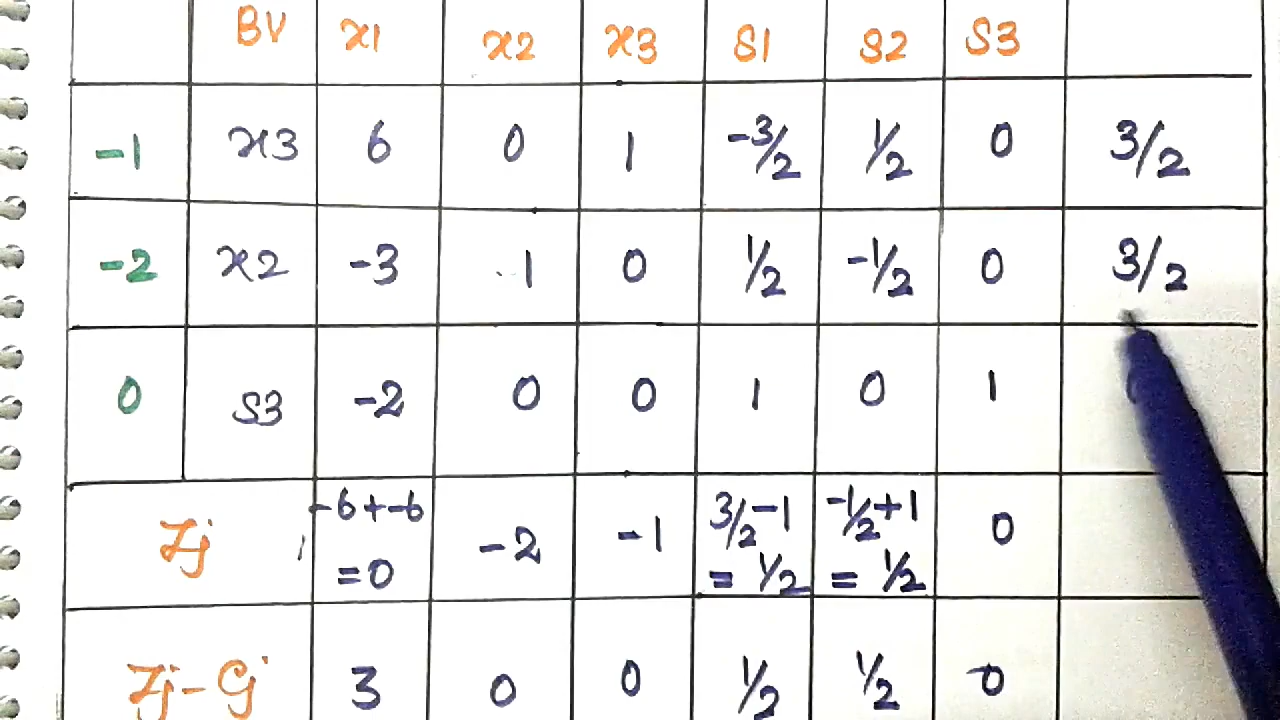 BV x1 x2 x3 S1 S2 S3
-1 x3 6 0 1 -3/2 1/2 0 3/2
-2 x2 -3 1 0 1/2 -1/2 0 3/2
0 S3 -2 0 0 1 0 1
Zj -6+-6 =0 -2 -1 3/2-1 = 1/2 -1/2+1 = 1/2 0
Zj-Cj 3 0 0 1/2 1/2 0